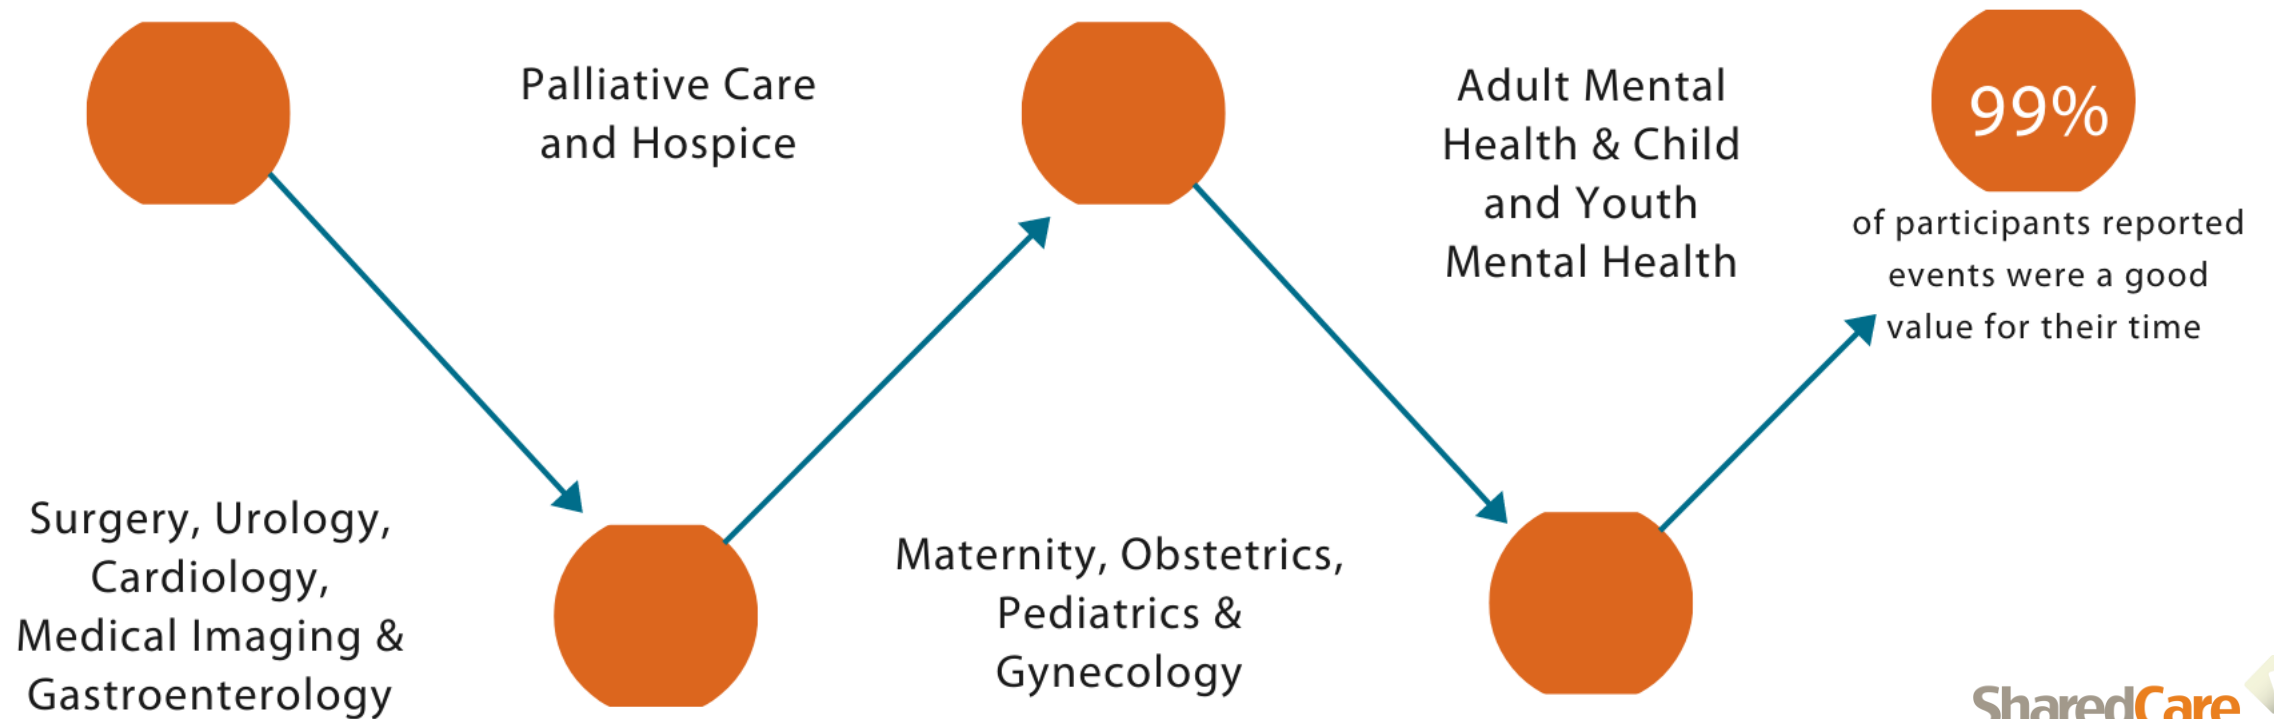 Surgery, Urology,
Cardiology,
Medical Imaging &
Gastroenterology
Palliative Care
and Hospice
Maternity, Obstetrics,
Pediatrics &
Gynecology
Adult Mental
Health & Child
and Youth
Mental Health
99%
of participants reported
events were a good
value for their time
SharedCare